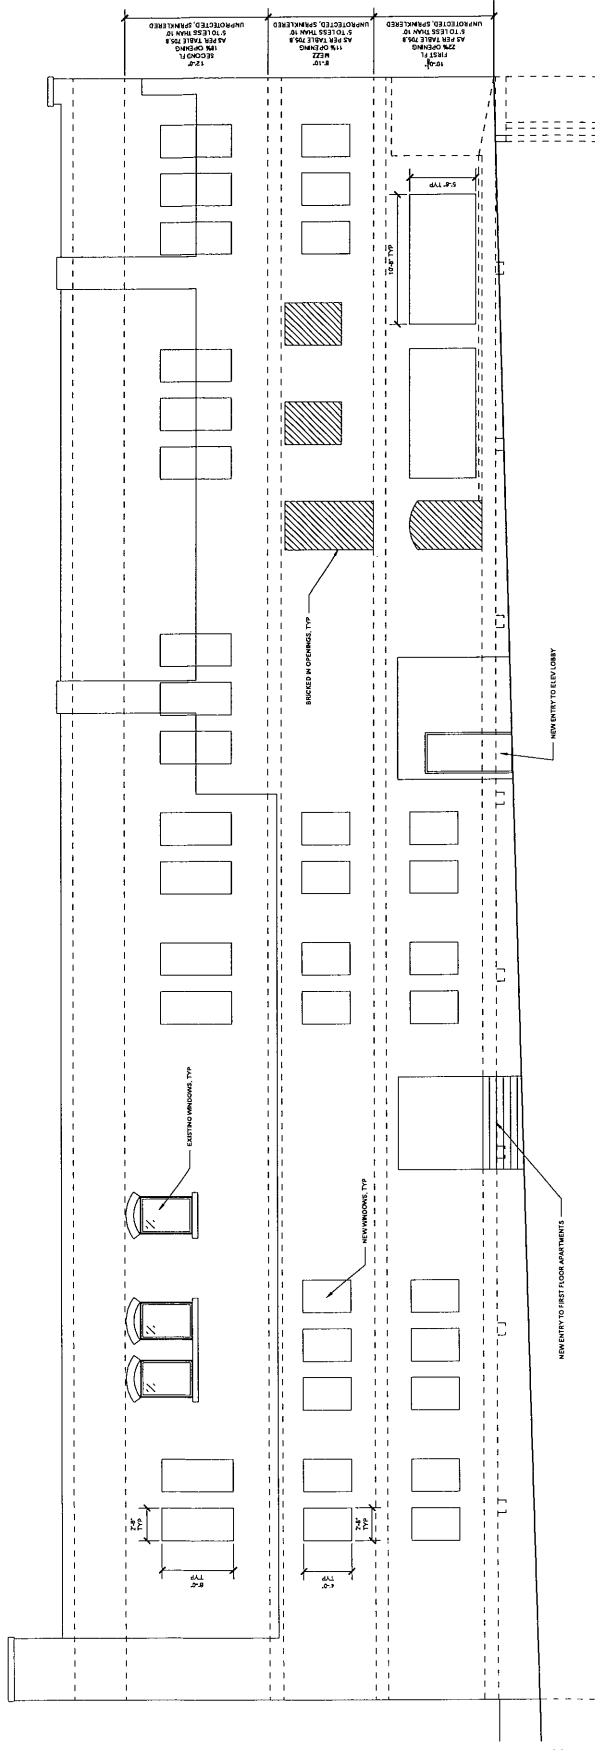 12'-0"
SECOND FL
18% OPENING
AS PER TABLE 705.8
5' TO LESS THAN 10'
UNPROTECTED, SPRINKLERED
8'-10"
MEZZ
11% OPENING
AS PER TABLE 705.8
5' TO LESS THAN 10'
UNPROTECTED, SPRINKLERED
10'-0"
FIRST FL
22% OPENING
AS PER TABLE 705.8
5' TO LESS THAN 10'
UNPROTECTED, SPRINKLERED
5'-6" TYP
10'-8" TYP
BRICKED IN OPENINGS, TYP
NEW ENTRY TO ELEV LOBBY
EXISTING WINDOWS, TYP
NEW WINDOWS, TYP
NEW ENTRY TO FIRST FLOOR APARTMENTS
2'-8"
TYP
6'-0"
TYP
4'-0"
TYP
2'-8"
TYP